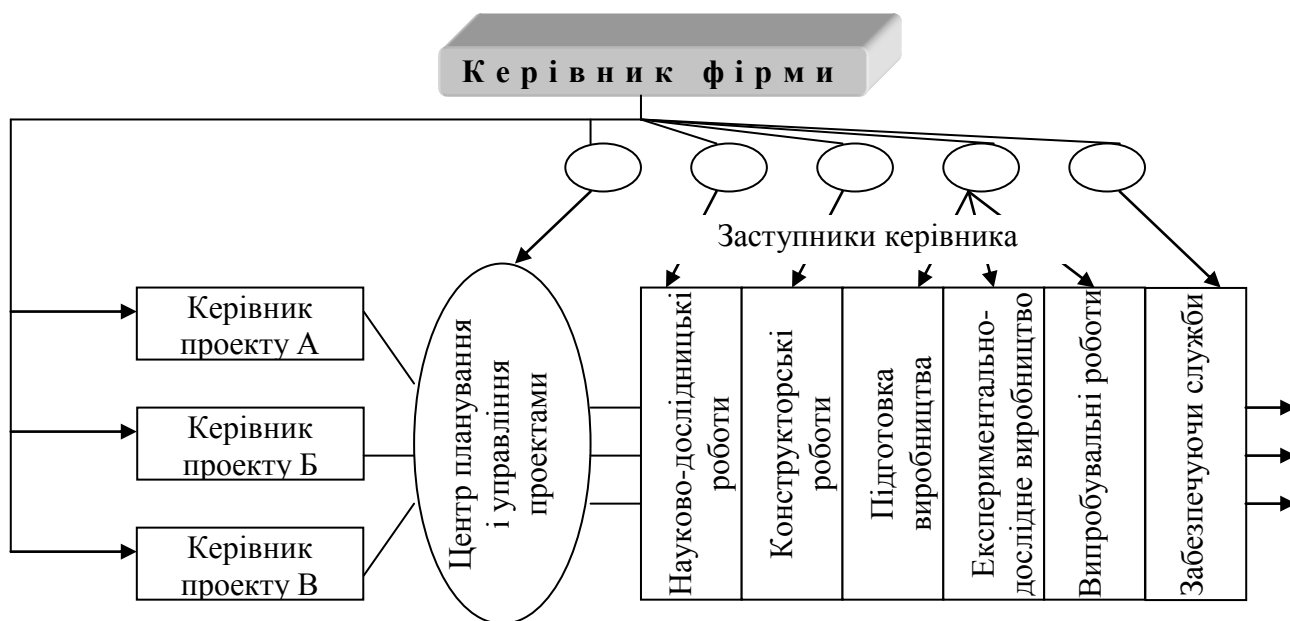 Керівник фірми
Заступники керівника
Керівник
проекту А
Керівник
проекту Б
Керівник
проекту В
Центр планування
і управління
проектами
Науково-дослідницькі
роботи
Конструкторські
роботи
Підготовка
виробництва
Експериментально-
дослідне виробництво
Випробувальні роботи
Забезпечуючи служби